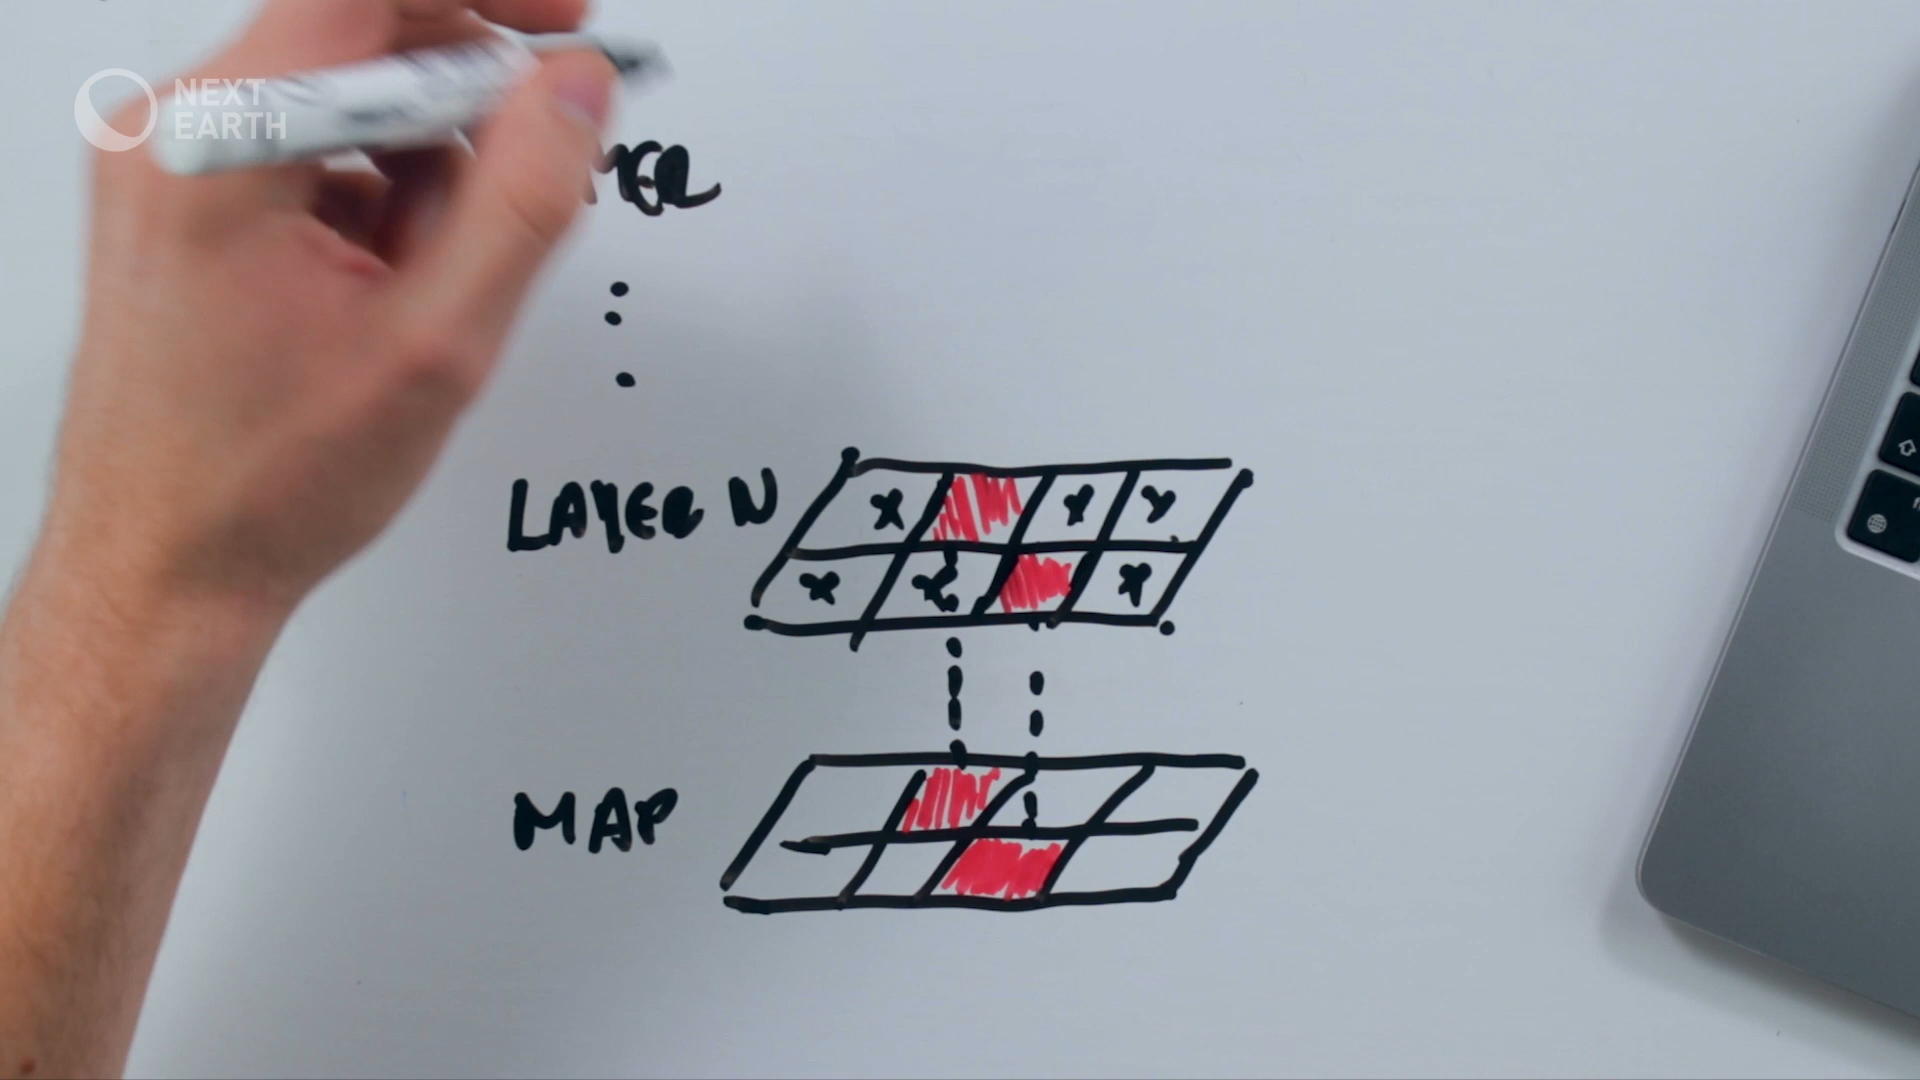 NEXT
EARTH
LAYER N
X X X
X X X
MAP